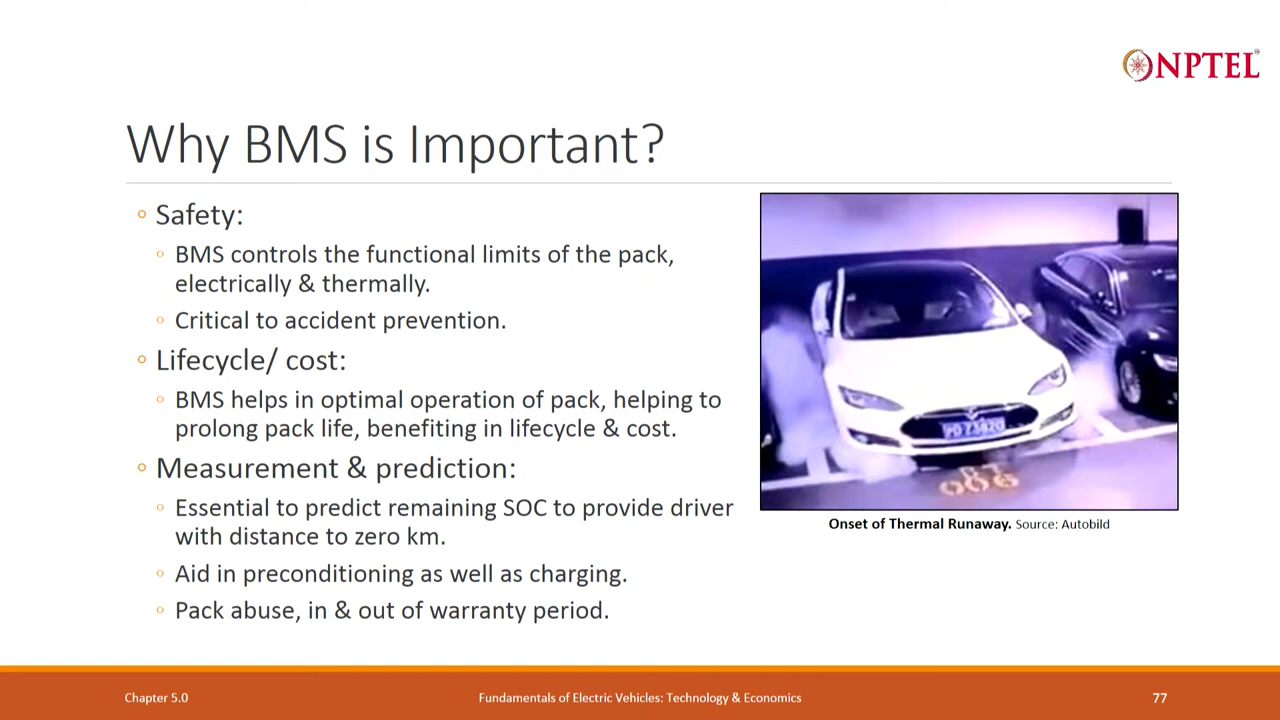 NPTEL
Why BMS is Important?
Safety:
BMS controls the functional limits of the pack,
electrically & thermally.
Critical to accident prevention.
Lifecycle/ cost:
BMS helps in optimal operation of pack, helping to
prolong pack life, benefiting in lifecycle & cost.
Measurement & prediction:
Essential to predict remaining SOC to provide driver
with distance to zero km.
Aid in preconditioning as well as charging.
Pack abuse, in & out of warranty period.
Onset of Thermal Runaway. Source: Autobild
Chapter 5.0
Fundamentals of Electric Vehicles: Technology & Economics
77